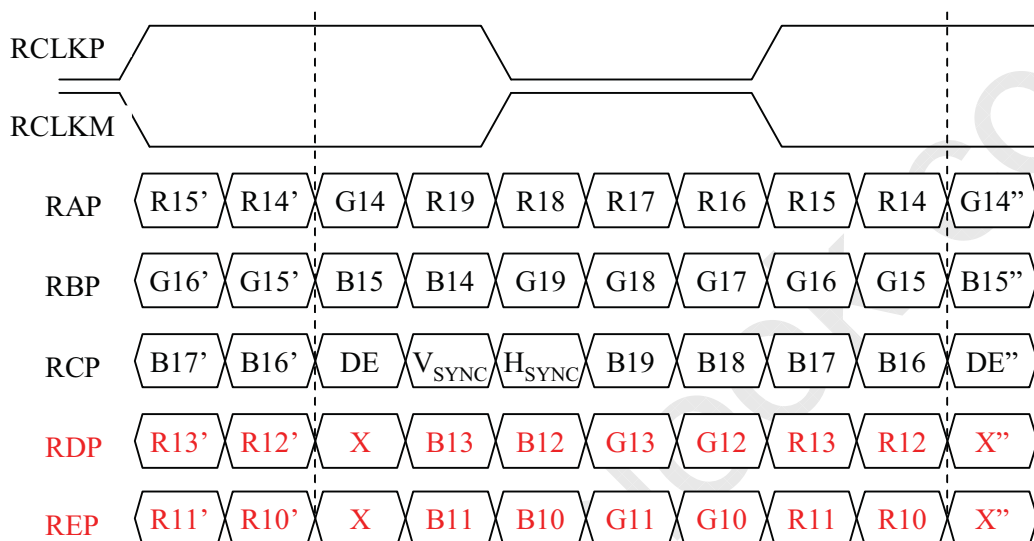 RCLKP
RCLKM
RAP R15’ R14’ G14 R19 R18 R17 R16 R15 R14 G14”
RBP G16’ G15’ B15 B14 G19 G18 G17 G16 G15 B15”
RCP B17’ B16’ DE V_SYNC H_SYNC B19 B18 B17 B16 DE”
RDP R13’ R12’ X B13 B12 G13 G12 R13 R12 X”
REP R11’ R10’ X B11 B10 G11 G10 R11 R10 X”